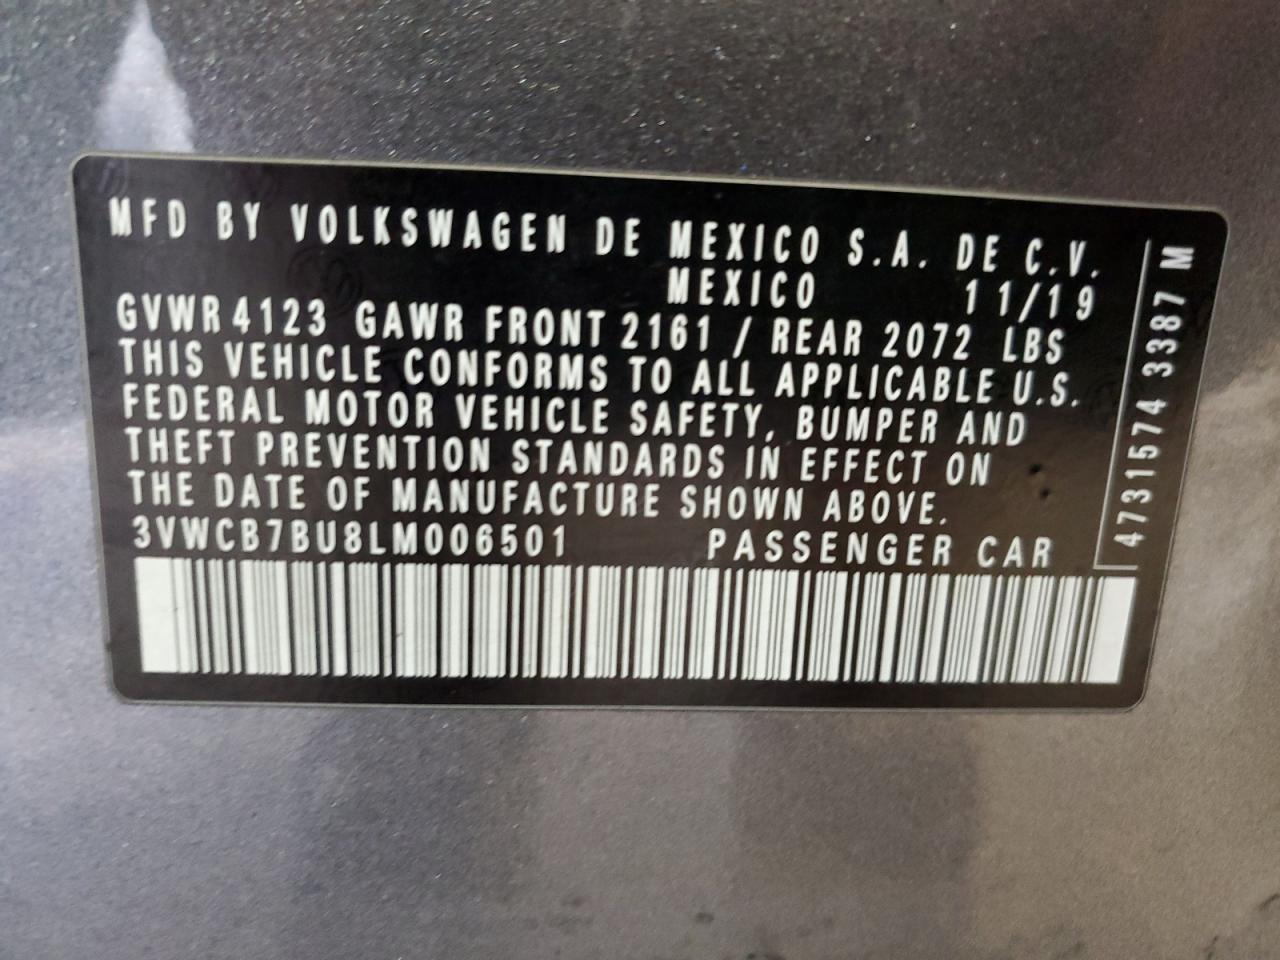 MFD BY VOLKSWAGEN DE MEXICO S.A. DE C.V.
MEXICO 11/19
GVWR 4123 GAWR FRONT 2161 / REAR 2072 LBS
THIS VEHICLE CONFORMS TO ALL APPLICABLE U.S.
FEDERAL MOTOR VEHICLE SAFETY, BUMPER AND
THEFT PREVENTION STANDARDS IN EFFECT ON
THE DATE OF MANUFACTURE SHOWN ABOVE.
3VWCB7BU8LM006501 PASSENGER CAR
4731574 3387 M